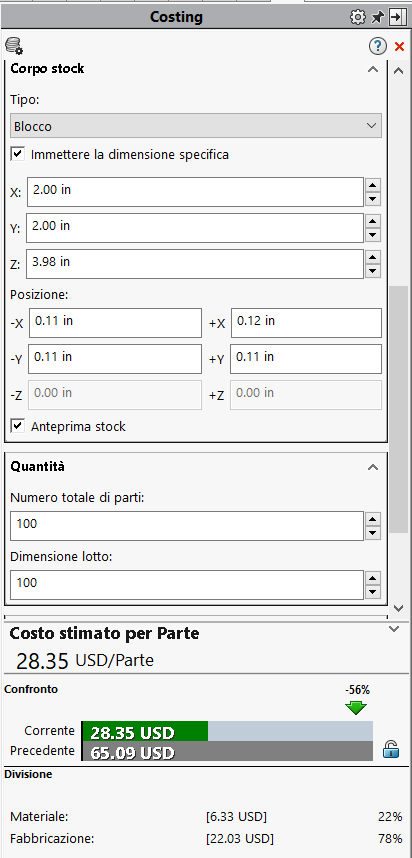 Costing
Corpo stock
Tipo:
Blocco
Immettere la dimensione specifica
X: 2.00 in
Y: 2.00 in
Z: 3.98 in
Posizione:
-X 0.11 in +X 0.12 in
-Y 0.11 in +Y 0.11 in
-Z 0.00 in +Z 0.00 in
Anteprima stock
Quantità
Numero totale di parti:
100
Dimensione lotto:
100
Costo stimato per Parte
28.35 USD/Parte
Confronto -56%
Corrente 28.35 USD
Precedente 65.09 USD
Divisione
Materiale: [6.33 USD] 22%
Fabbricazione: [22.03 USD] 78%